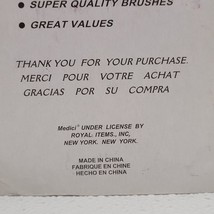 • SUPER QUALITY BRUSHES
• GREAT VALUES
THANK YOU FOR YOUR PURCHASE.
MERCI POUR VOTRE ACHAT
GRACIAS POR SU COMPRA
Medici™ UNDER LICENSE BY
ROYAL ITEMS, INC,
NEW YORK. NEW YORK.
MADE IN CHINA
FABRIQUE EN CHINE
HECHO EN CHINA